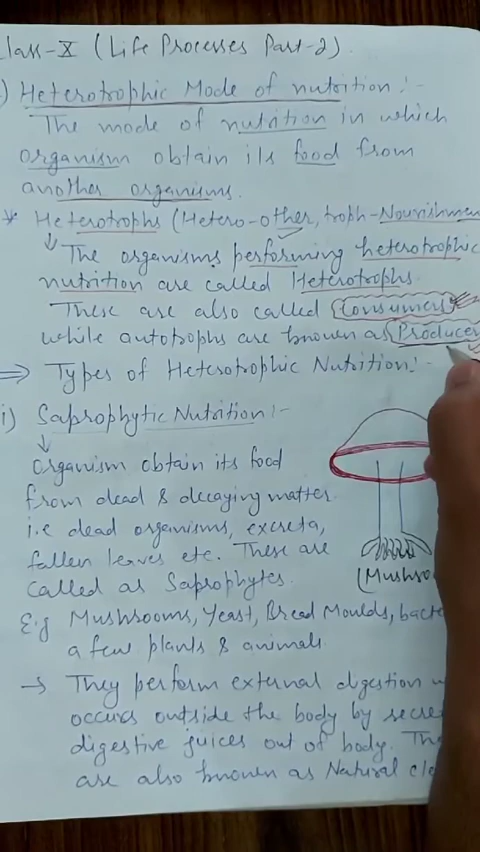 Class-X (Life Processes Part-2)
) Heterotrophic Mode of nutrition:-
The mode of nutrition in which
organism obtain its food from
another organisms.
* Heterotrophs (Hetero-other, troph-Nourishmen
The organisms performing heterotrophic
nutrition are called Heterotrophs.
These are also called Consumers
while autotrophs are known as Producer
⇒ Types of Heterotrophic Nutrition:-
i) Saprophytic Nutrition:-
Organism obtain its food
from dead & decaying matter
i.e dead organisms, excreta,
fallen leaves etc. These are
called as Saprophytes.
(Mushro
E.g Mushrooms, Yeast, Bread Moulds, bact
a few plants & animals.
→ They perform external digestion w
occurs outside the body by secre
digestive juices out of body. Th
are also known as Natural cle